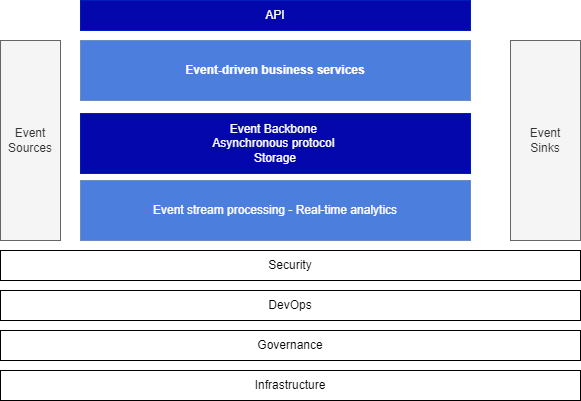 API
Event-driven business services
Event
Sources
Event Backbone
Asynchronous protocol
Storage
Event
Sinks
Event stream processing - Real-time analytics
Security
DevOps
Governance
Infrastructure